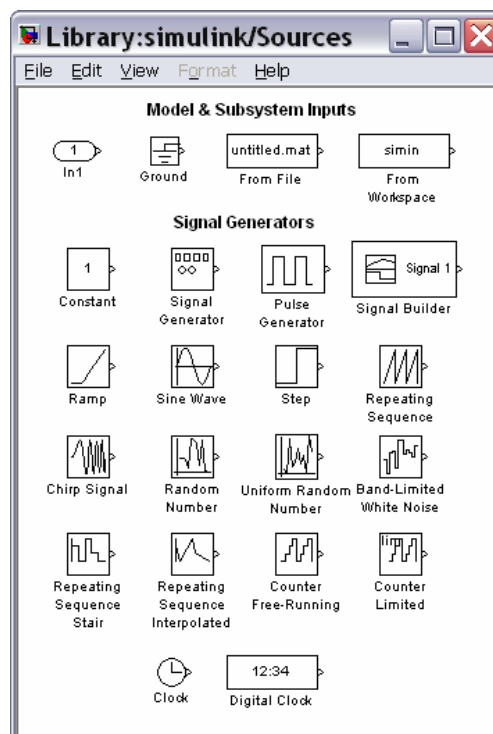 Library:simulink/Sources
File Edit View Format Help
Model & Subsystem Inputs
1 untitled.mat simin
In1 Ground From File From
Workspace
Signal Generators
1 Signal 1
Constant Signal
Generator Pulse
Generator Signal Builder
Ramp Sine Wave Step Repeating
Sequence
Chirp Signal Random
Number Uniform Random
Number Band-Limited
White Noise
lim
Repeating
Sequence
Stair Repeating
Sequence
Interpolated Counter
Free-Running Counter
Limited
12:34
Clock Digital Clock